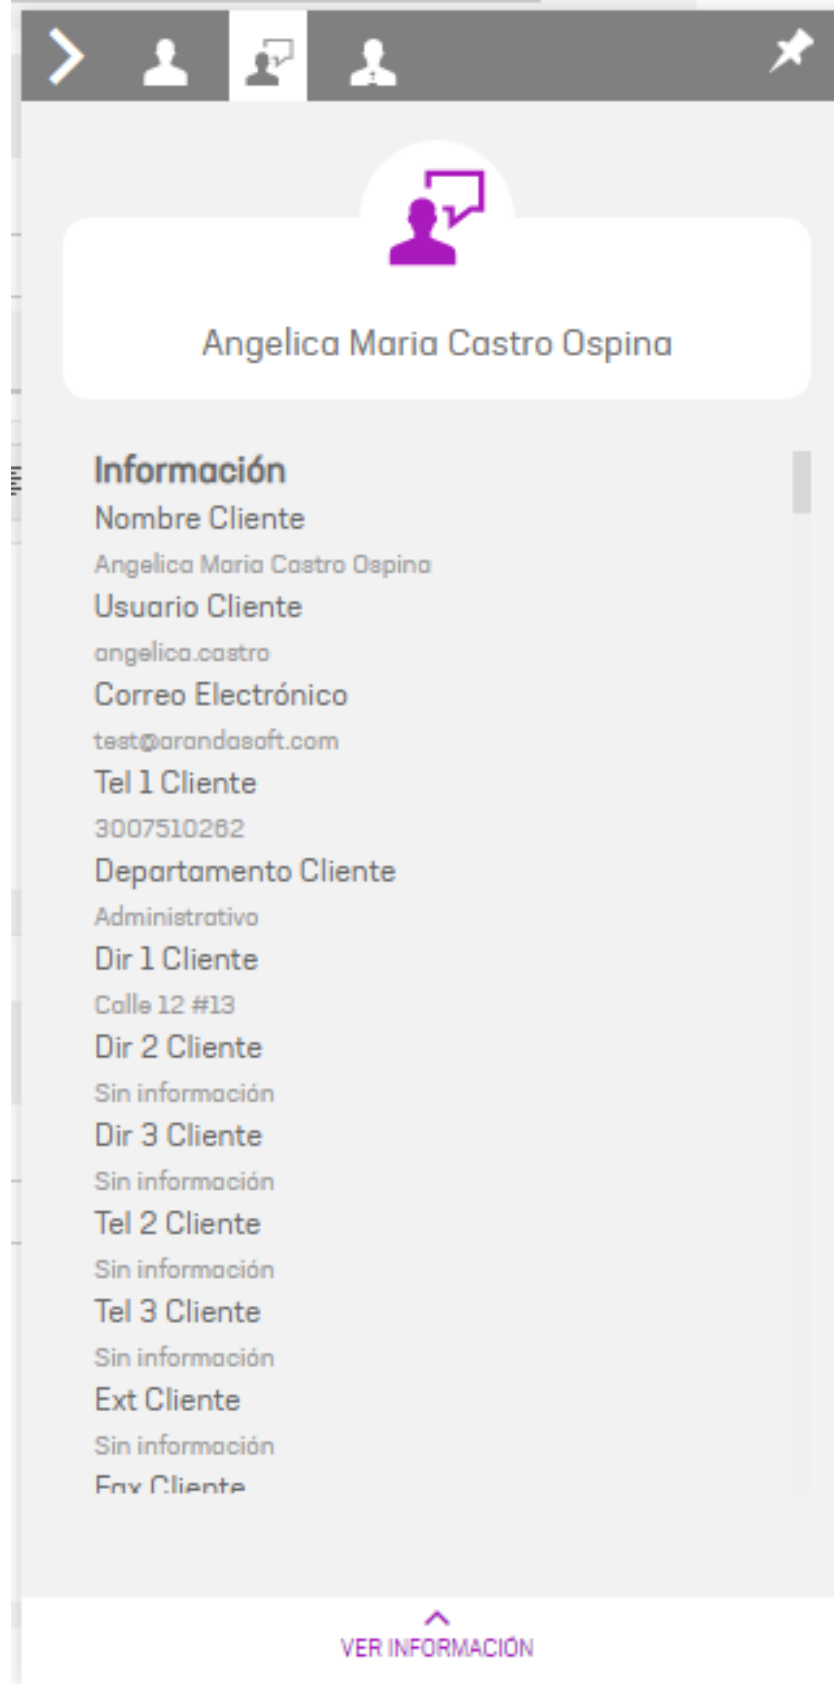 Angelica Maria Castro Ospina
Información
Nombre Cliente
Angelica Maria Castro Ospina
Usuario Cliente
angelica.castro
Correo Electrónico
test@arandasoft.com
Tel 1 Cliente
3007510262
Departamento Cliente
Administrativo
Dir 1 Cliente
Calle 12 #13
Dir 2 Cliente
Sin información
Dir 3 Cliente
Sin información
Tel 2 Cliente
Sin información
Tel 3 Cliente
Sin información
Ext Cliente
Sin información
Fax Cliente
VER INFORMACIÓN